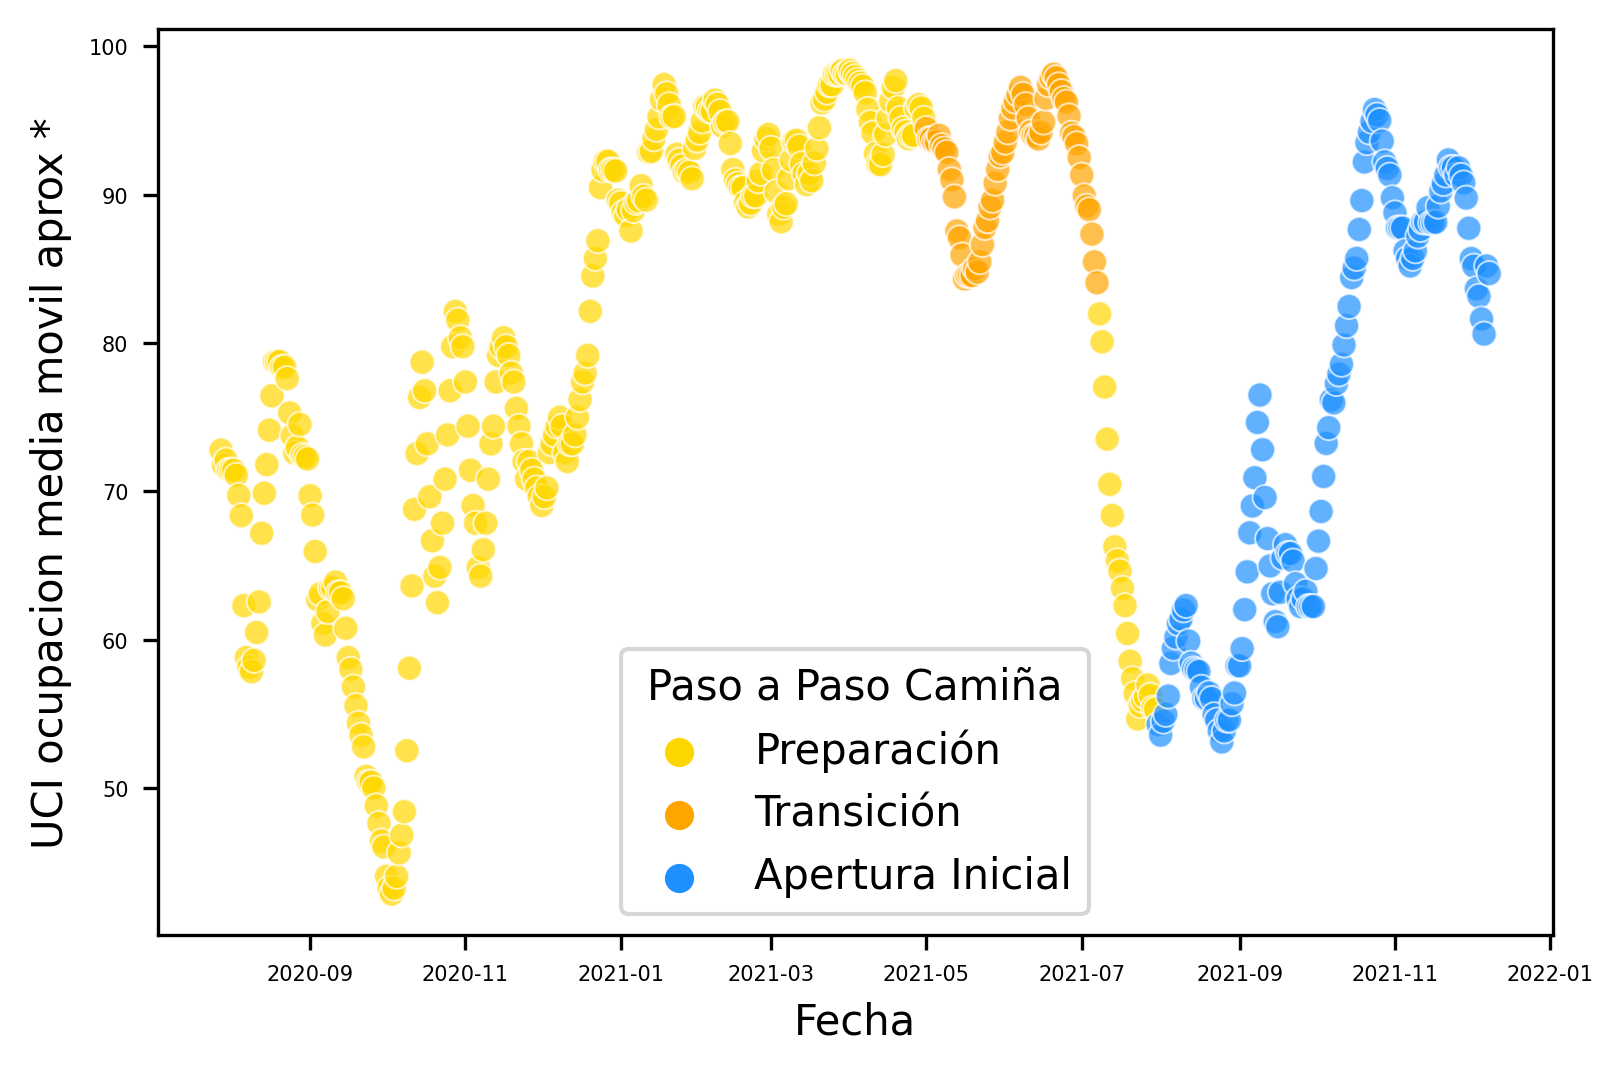 UCI ocupacion media movil aprox *
100
90
80
70
60
50
Paso a Paso Camiña
Preparación
Transición
Apertura Inicial
2020-09 2020-11 2021-01 2021-03 2021-05 2021-07 2021-09 2021-11 2022-01
Fecha